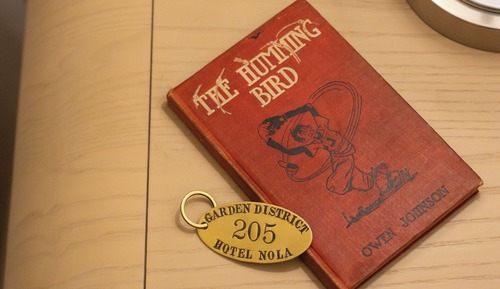 THE HUMMING
BIRD
OWEN JOHNSON
GARDEN DISTRICT
205
HOTEL NOLA